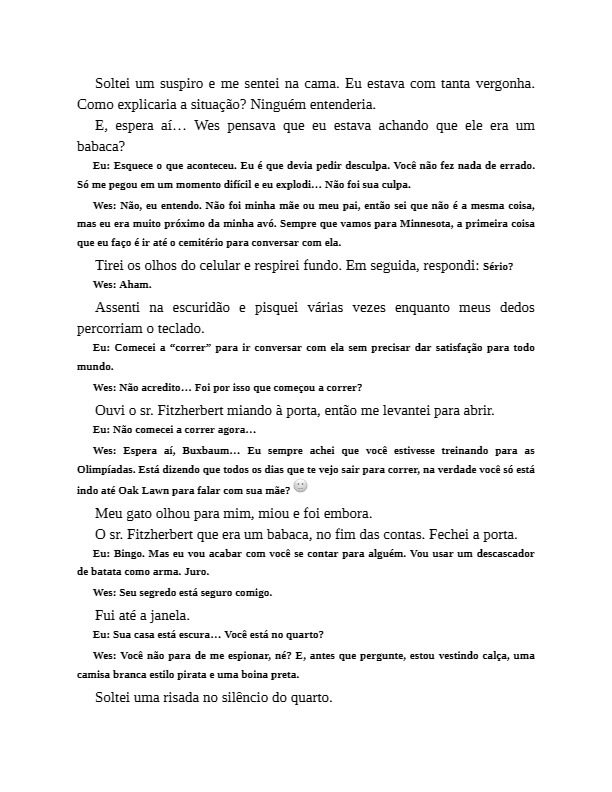 Soltei um suspiro e me sentei na cama. Eu estava com tanta vergonha.
Como explicaria a situação? Ninguém entenderia.
E, espera aí… Wes pensava que eu estava achando que ele era um
babaca?
Eu: Esquece o que aconteceu. Eu é que devia pedir desculpa. Você não fez nada de errado.
Só me pegou em um momento difícil e eu explodi… Não foi sua culpa.
Wes: Não, eu entendo. Não foi minha mãe ou meu pai, então sei que não é a mesma coisa,
mas eu era muito próximo da minha avó. Sempre que vamos para Minnesota, a primeira coisa
que eu faço é ir até o cemitério para conversar com ela.
Tirei os olhos do celular e respirei fundo. Em seguida, respondi: Sério?
Wes: Aham.
Assenti na escuridão e pisquei várias vezes enquanto meus dedos
percorriam o teclado.
Eu: Comecei a “correr” para ir conversar com ela sem precisar dar satisfação para todo
mundo.
Wes: Não acredito… Foi por isso que começou a correr?
Ouvi o sr. Fitzherbert miando à porta, então me levantei para abrir.
Eu: Não comecei a correr agora…
Wes: Espera aí, Buxbaum… Eu sempre achei que você estivesse treinando para as
Olimpíadas. Está dizendo que todos os dias que te vejo sair para correr, na verdade você só está
indo até Oak Lawn para falar com sua mãe?
Meu gato olhou para mim, miou e foi embora.
O sr. Fitzherbert que era um babaca, no fim das contas. Fechei a porta.
Eu: Bingo. Mas eu vou acabar com você se contar para alguém. Vou usar um descascador
de batata como arma. Juro.
Wes: Seu segredo está seguro comigo.
Fui até a janela.
Eu: Sua casa está escura… Você está no quarto?
Wes: Você não para de me espionar, né? E, antes que pergunte, estou vestindo calça, uma
camisa branca estilo pirata e uma boina preta.
Soltei uma risada no silêncio do quarto.